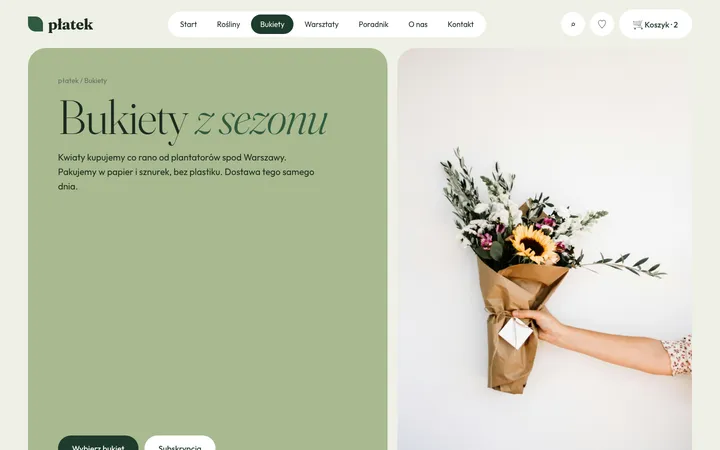 płatek
Start
Rośliny
Bukiety
Warsztaty
Poradnik
O nas
Kontakt
Koszyk · 2
płatek / Bukiety
Bukiety z sezonu
Kwiaty kupujemy co rano od plantatorów spod Warszawy.
Pakujemy w papier i sznurek, bez plastiku. Dostawa tego samego
dnia.
Wybierz bukiet
Subskrypcja